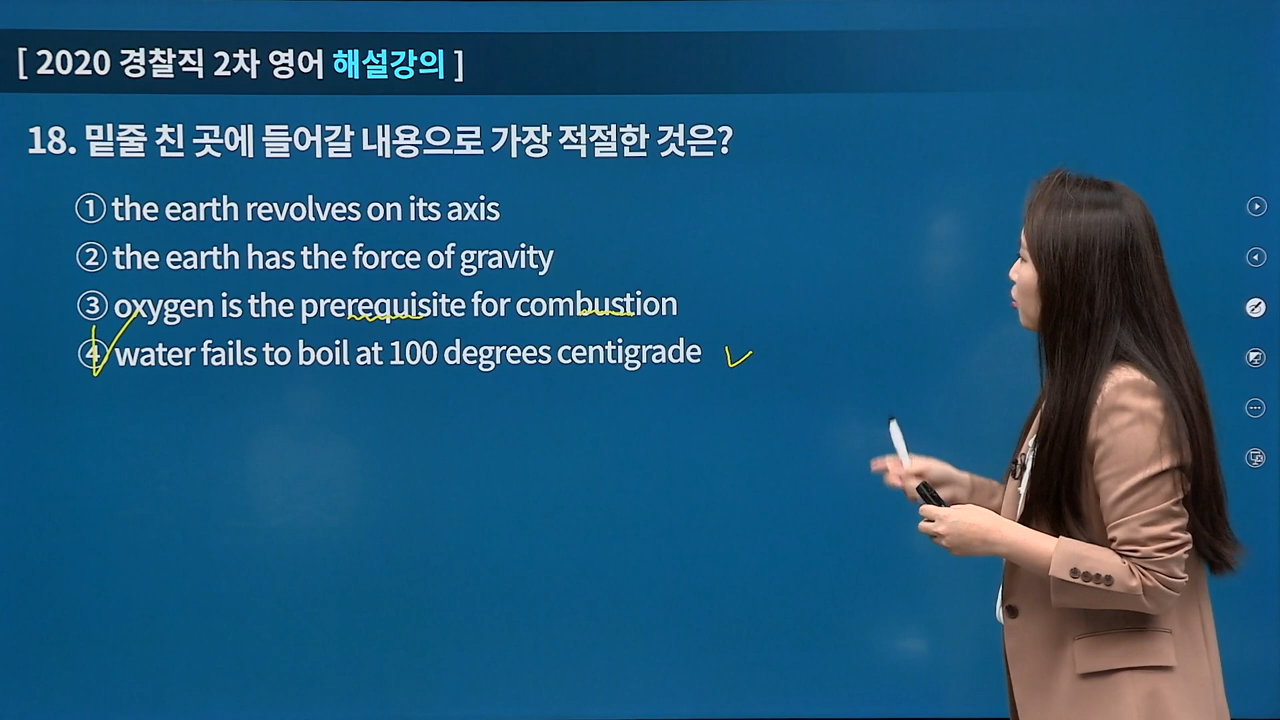 [ 2020 경찰직 2차 영어 해설강의 ]
18. 밑줄 친 곳에 들어갈 내용으로 가장 적절한 것은?
① the earth revolves on its axis
② the earth has the force of gravity
③ oxygen is the prerequisite for combustion
④ water fails to boil at 100 degrees centigrade